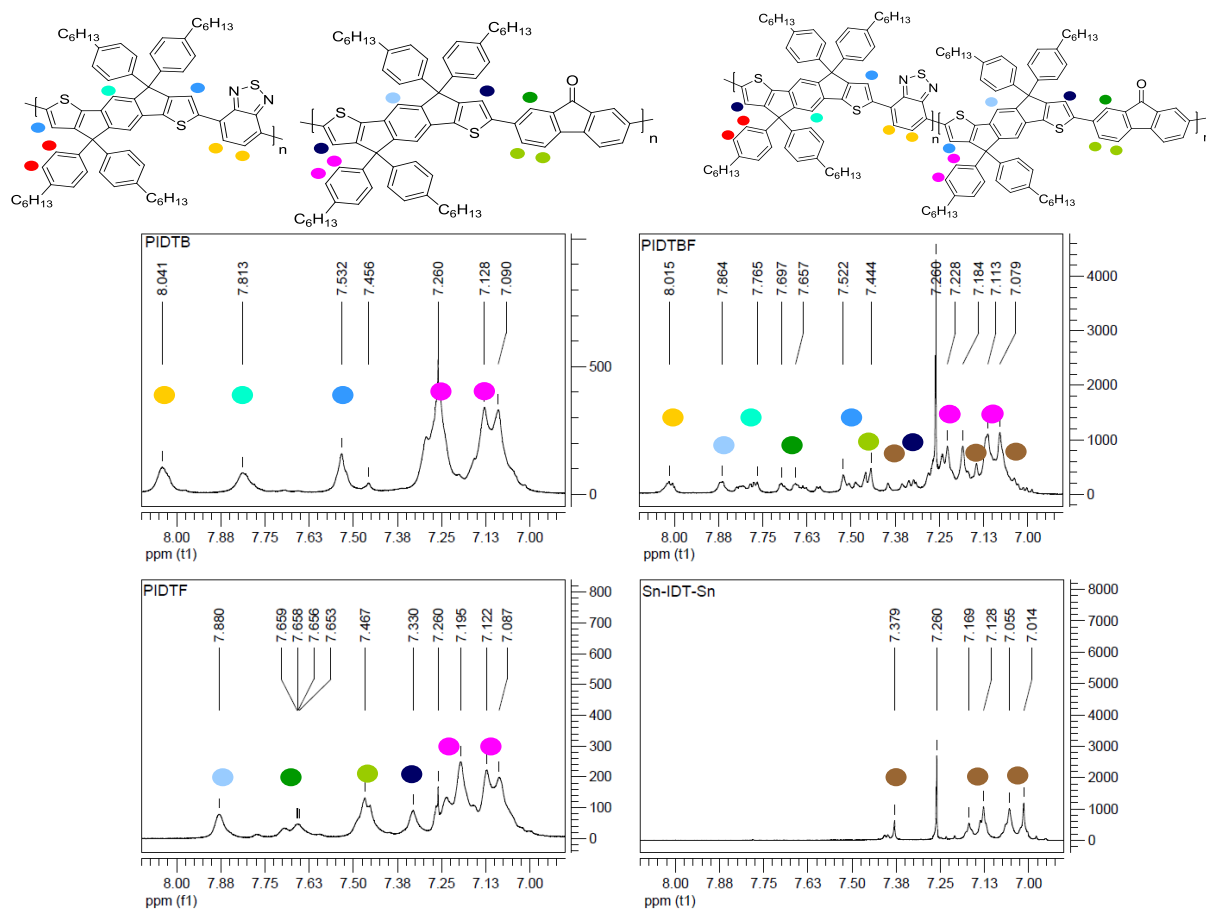 C6H13
C6H13
C6H13
C6H13
C6H13
C6H13
S
N
N
S
S
O
S
S
S
N
N
S
S
O
S
S
n
n
n
n
C6H13
C6H13
C6H13
C6H13
C6H13
C6H13
PIDTB
8.041
7.813
7.532
7.456
7.260
7.128
7.090
500
0
8.00
7.88
7.75
7.63
7.50
7.38
7.25
7.13
7.00
ppm (t1)
PIDTBF
8.015
7.864
7.765
7.697
7.657
7.522
7.444
7.260
7.228
7.184
7.113
7.079
4000
3000
2000
1000
0
8.00
7.88
7.75
7.63
7.50
7.38
7.25
7.13
7.00
ppm (t1)
PIDTF
7.880
7.659
7.658
7.656
7.653
7.467
7.330
7.260
7.195
7.122
7.087
800
700
600
500
400
300
200
100
0
8.00
7.88
7.75
7.63
7.50
7.38
7.25
7.13
7.00
ppm (f1)
Sn-IDT-Sn
7.379
7.260
7.169
7.128
7.055
7.014
8000
7000
6000
5000
4000
3000
2000
1000
0
8.00
7.88
7.75
7.63
7.50
7.38
7.25
7.13
7.00
ppm (t1)